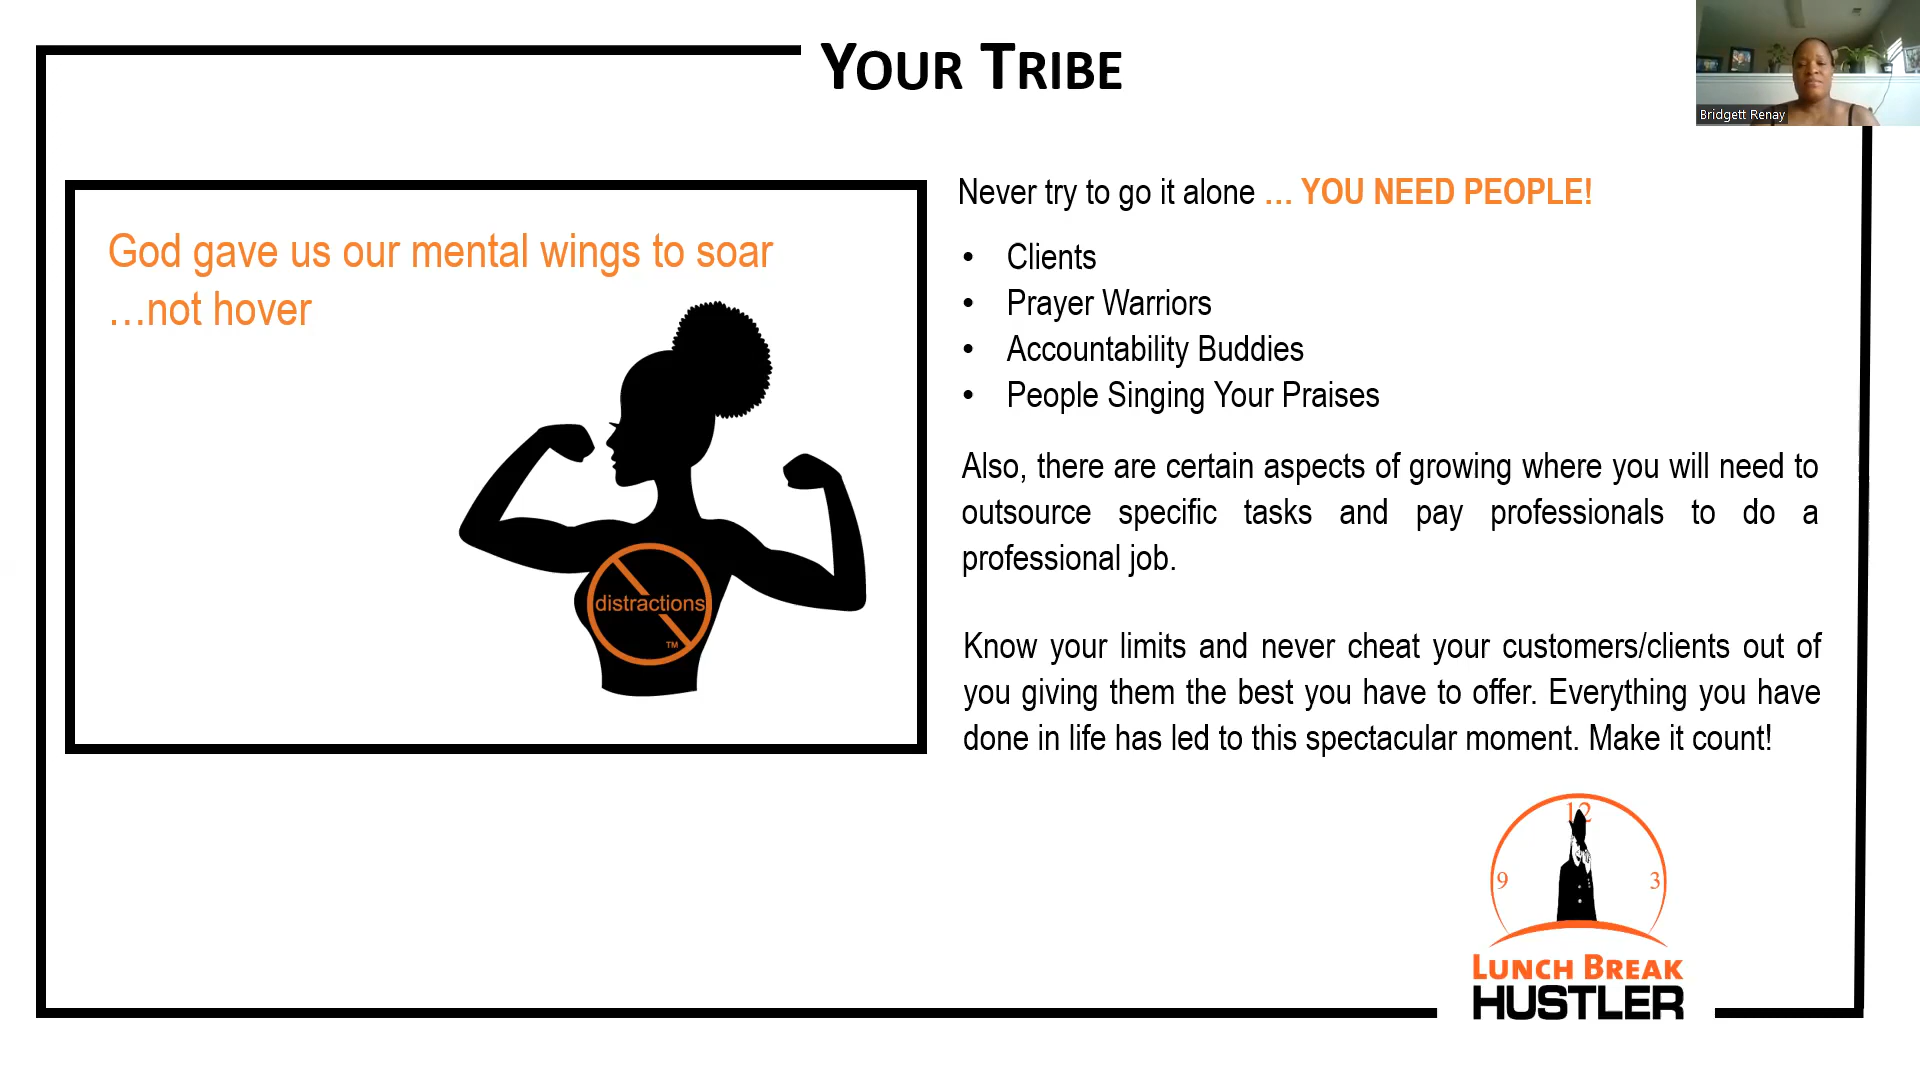 YOUR TRIBE
Bridgett Renay
God gave us our mental wings to soar
…not hover
distractions
TM
Never try to go it alone … YOU NEED PEOPLE!
• Clients
• Prayer Warriors
• Accountability Buddies
• People Singing Your Praises
Also, there are certain aspects of growing where you will need to
outsource specific tasks and pay professionals to do a
professional job.
Know your limits and never cheat your customers/clients out of
you giving them the best you have to offer. Everything you have
done in life has led to this spectacular moment. Make it count!
12
9 3
LUNCH BREAK
HUSTLER